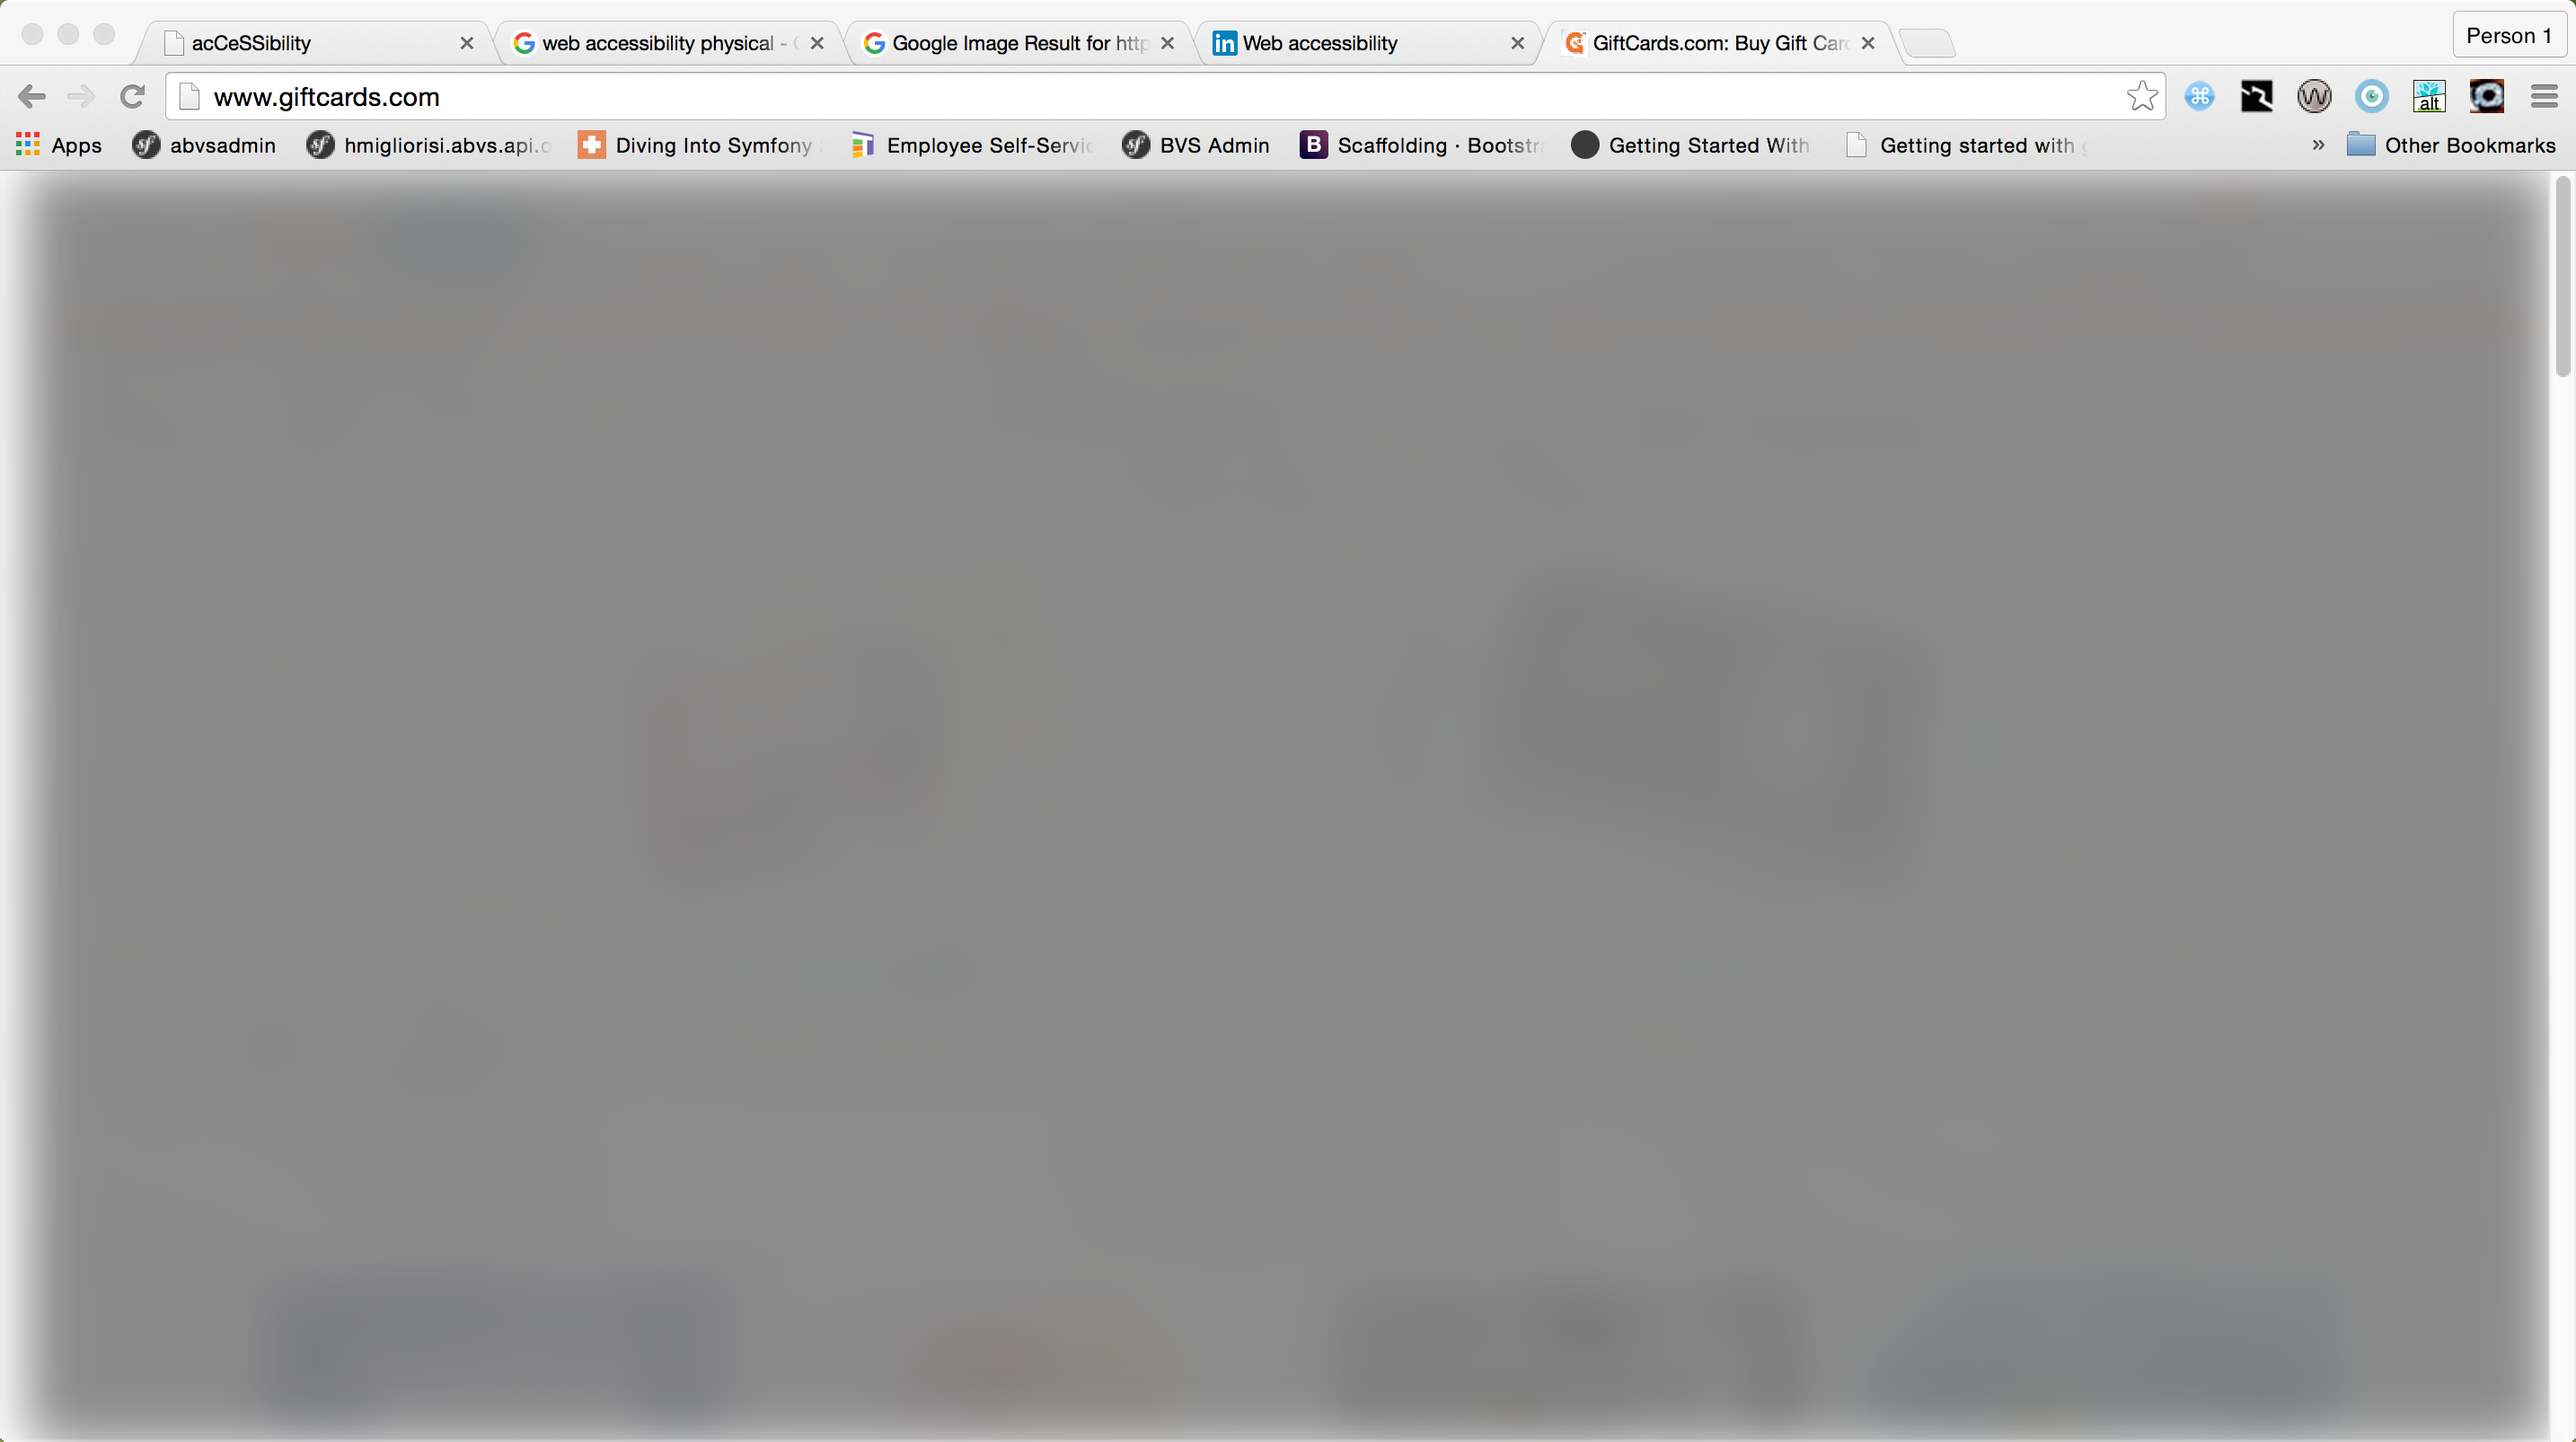 acCeSSibility
web accessibility physical -
Google Image Result for http
Web accessibility
GiftCards.com: Buy Gift Car
Person 1
www.giftcards.com
alt
Apps
abvsadmin
hmigliorisi.abvs.api.c
Diving Into Symfony
Employee Self-Servic
BVS Admin
B
Scaffolding · Bootstr
Getting Started With
Getting started with g
»
Other Bookmarks